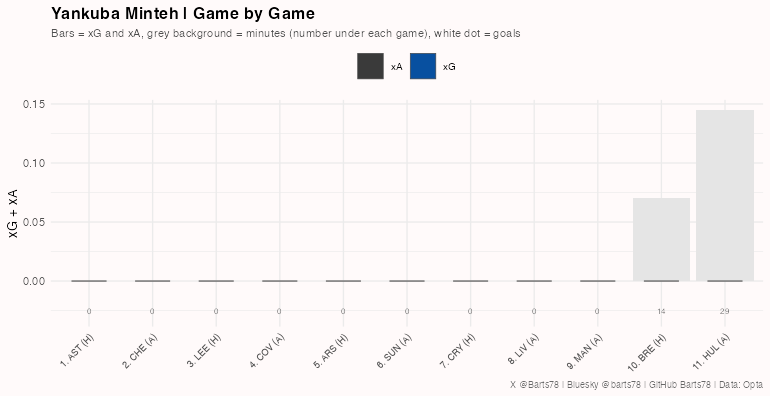 Yankuba Minteh | Game by Game
Bars = xG and xA, grey background = minutes (number under each game), white dot = goals
xA
xG
xG + xA
0.15
0.10
0.05
0.00
0 0 0 0 0 0 0 0 0 14 29
1. AST (H) 2. CHE (A) 3. LEE (H) 4. COV (A) 5. ARS (H) 6. SUN (A) 7. CRY (H) 8. LIV (A) 9. MAN (A) 10. BRE (H) 11. HUL (A)
X @Barts78 | Bluesky @barts78 | GitHub Barts78 | Data: Opta